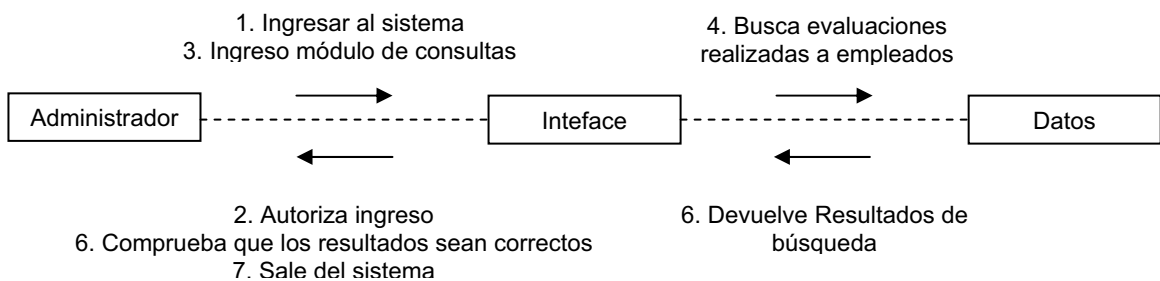 1. Ingresar al sistema
3. Ingreso módulo de consultas
4. Busca evaluaciones
realizadas a empleados
Administrador
Inteface
Datos
2. Autoriza ingreso
6. Comprueba que los resultados sean correctos
7. Sale del sistema
6. Devuelve Resultados de
búsqueda